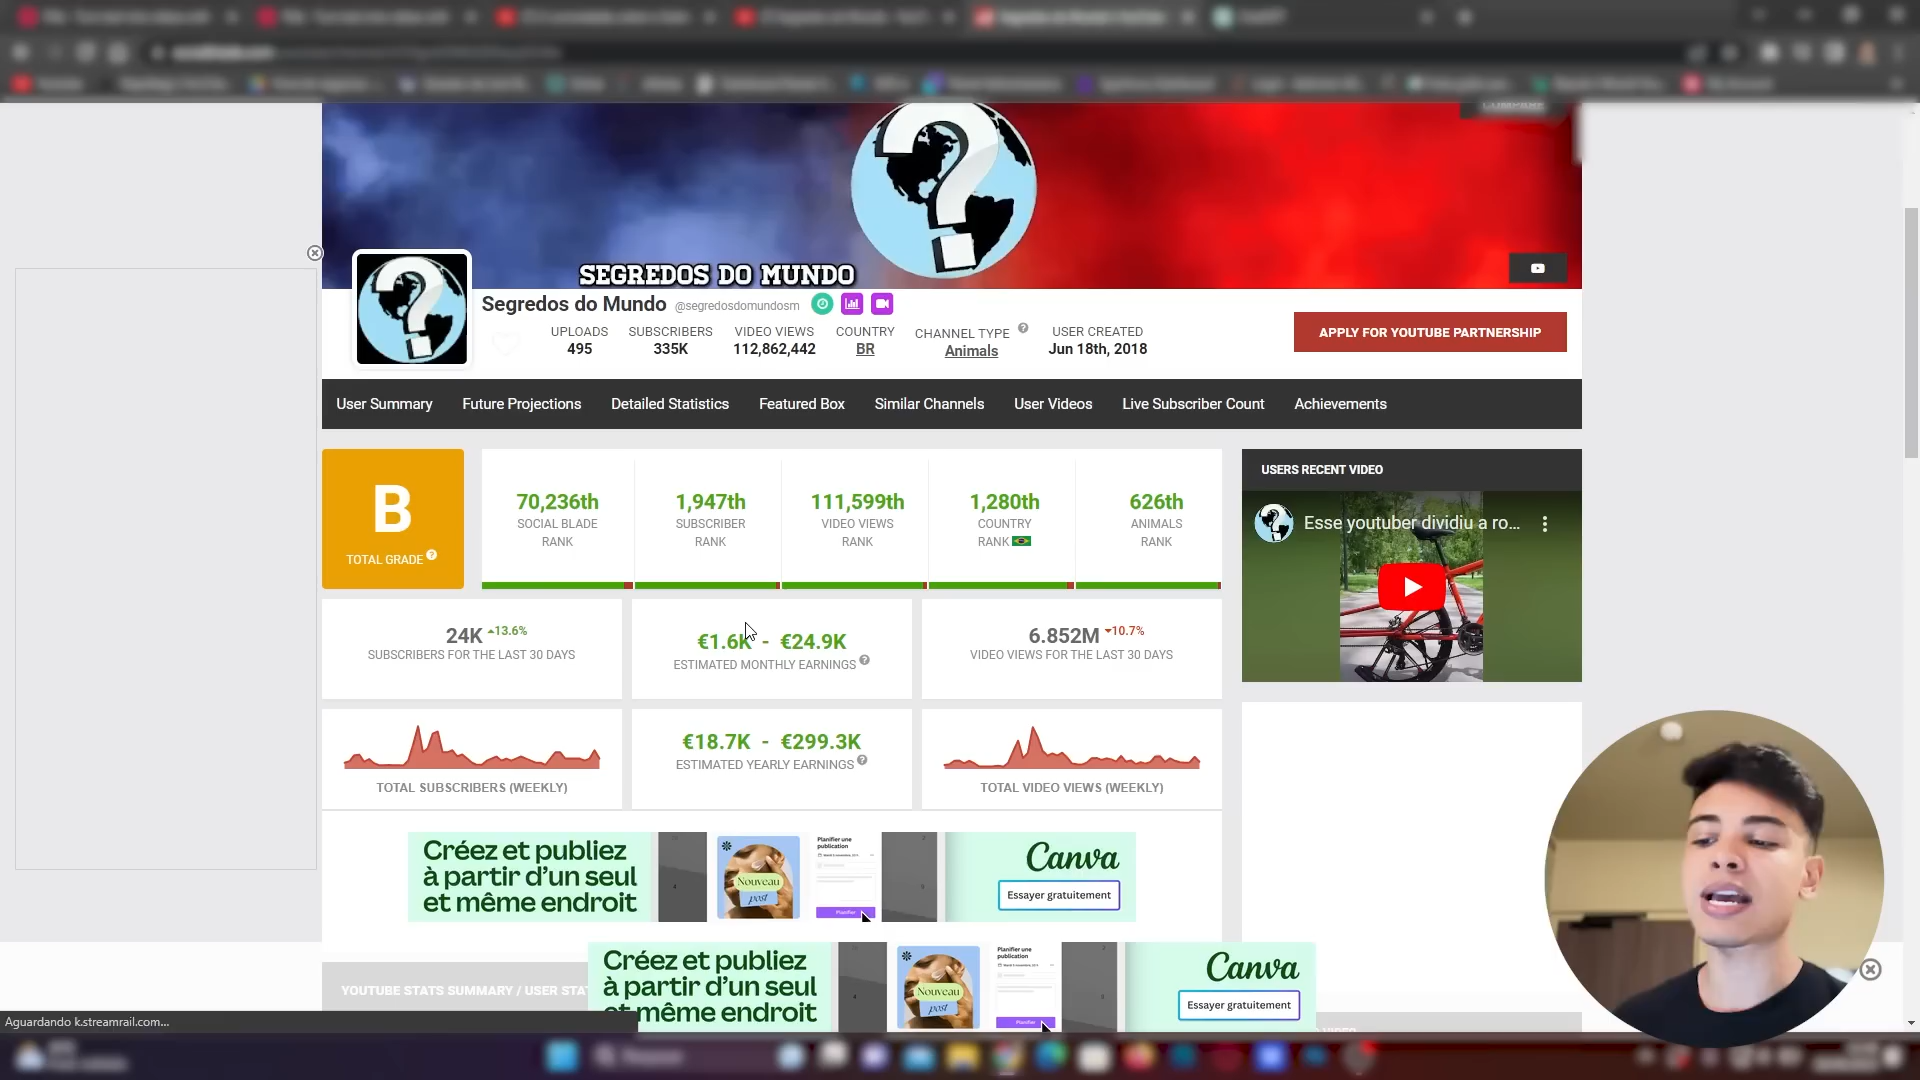 COMPARE
SEGREDOS DO MUNDO
Segredos do Mundo @segredosdomundosm
UPLOADS SUBSCRIBERS VIDEO VIEWS COUNTRY CHANNEL TYPE USER CREATED
495 335K 112,862,442 BR Animals Jun 18th, 2018
APPLY FOR YOUTUBE PARTNERSHIP
User Summary Future Projections Detailed Statistics Featured Box Similar Channels User Videos Live Subscriber Count Achievements
B
TOTAL GRADE
70,236th
SOCIAL BLADE
RANK
1,947th
SUBSCRIBER
RANK
111,599th
VIDEO VIEWS
RANK
1,280th
COUNTRY
RANK
626th
ANIMALS
RANK
USERS RECENT VIDEO
Esse youtuber dividiu a ro...
24K 13.6%
SUBSCRIBERS FOR THE LAST 30 DAYS
€1.6K - €24.9K
ESTIMATED MONTHLY EARNINGS
6.852M 10.7%
VIDEO VIEWS FOR THE LAST 30 DAYS
TOTAL SUBSCRIBERS (WEEKLY)
€18.7K - €299.3K
ESTIMATED YEARLY EARNINGS
TOTAL VIDEO VIEWS (WEEKLY)
Créez et publiez
à partir d'un seul
et même endroit
Nouveau
post
Planifier une
publication
Planifier
Canva
Essayer gratuitement
YOUTUBE STATS SUMMARY / USER STAT
Créez et publiez
à partir d'un seul
et même endroit
Nouveau
post
Planifier une
publication
Planifier
Canva
Essayer gratuitement
Aguardando k.streamrail.com...